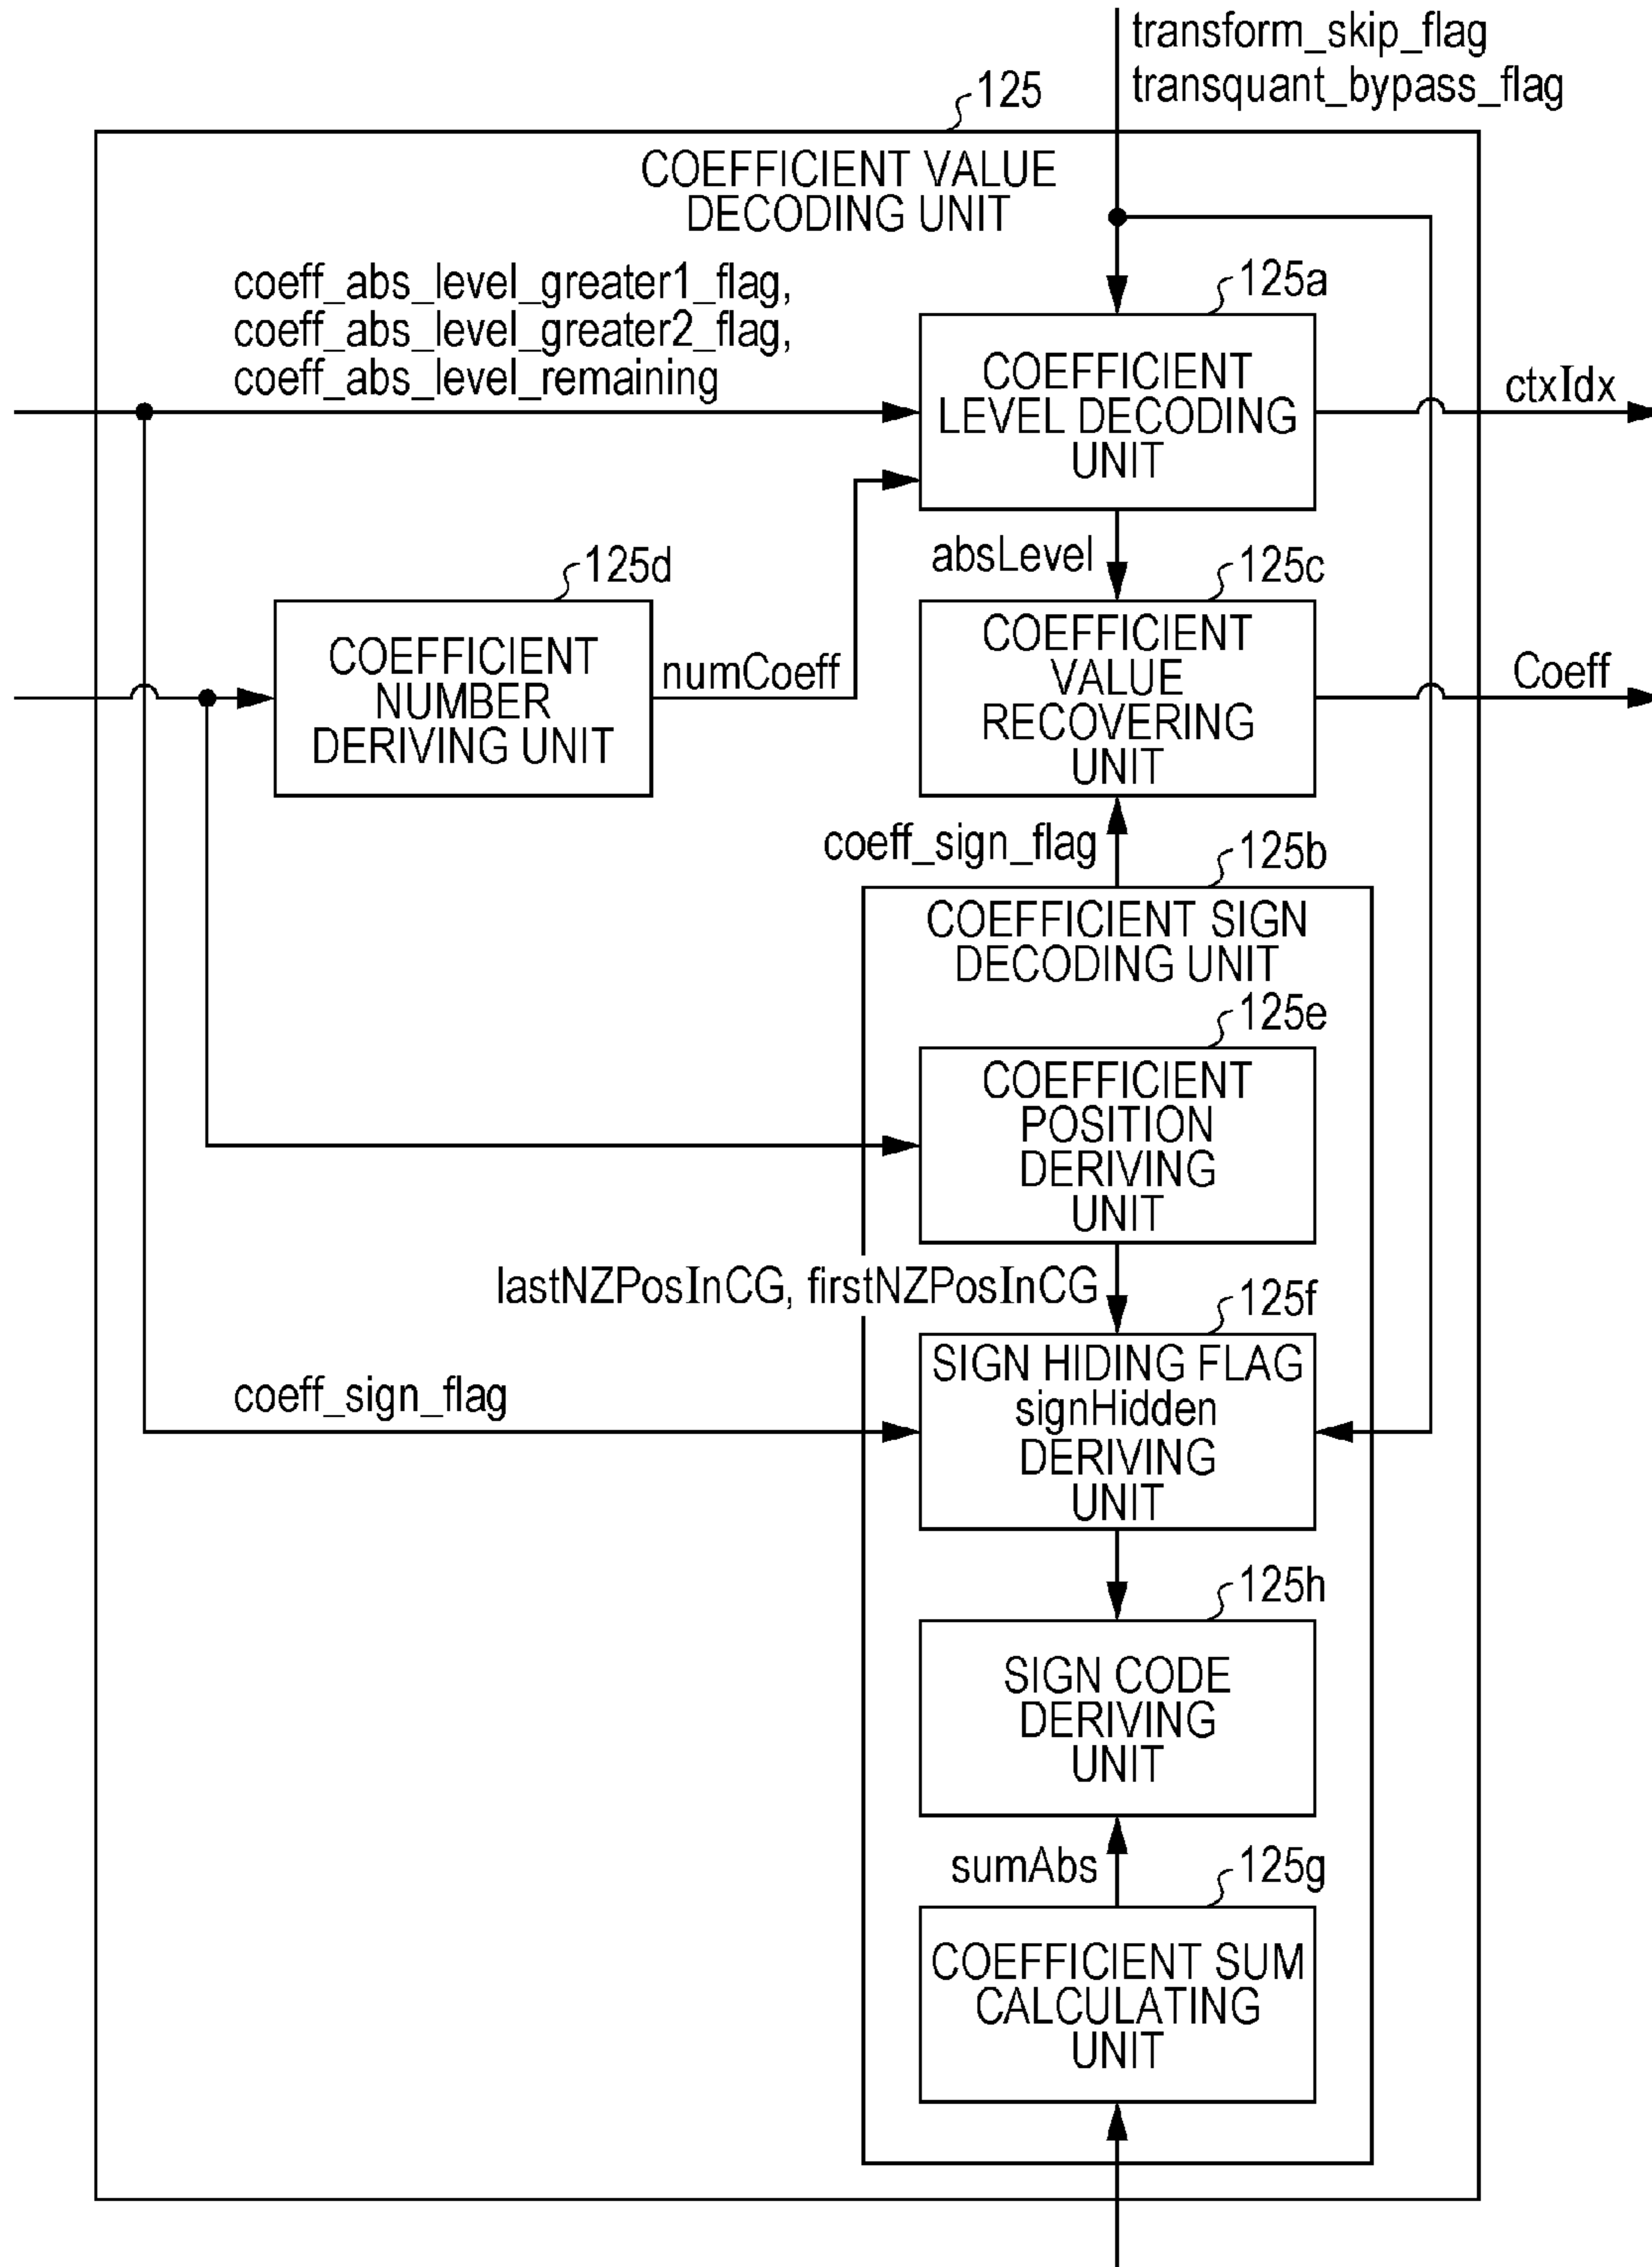 transform_skip_flag
transquant_bypass_flag
125
COEFFICIENT VALUE
DECODING UNIT
coeff_abs_level_greater1_flag,
coeff_abs_level_greater2_flag,
coeff_abs_level_remaining
125a
COEFFICIENT
LEVEL DECODING
UNIT
ctxIdx
absLevel
125d
125c
COEFFICIENT
NUMBER
DERIVING UNIT
numCoeff
COEFFICIENT
VALUE
RECOVERING
UNIT
Coeff
coeff_sign_flag
125b
COEFFICIENT SIGN
DECODING UNIT
125e
COEFFICIENT
POSITION
DERIVING
UNIT
lastNZPosInCG, firstNZPosInCG
125f
SIGN HIDING FLAG
signHidden
DERIVING
UNIT
coeff_sign_flag
125h
SIGN CODE
DERIVING
UNIT
sumAbs
125g
COEFFICIENT SUM
CALCULATING
UNIT